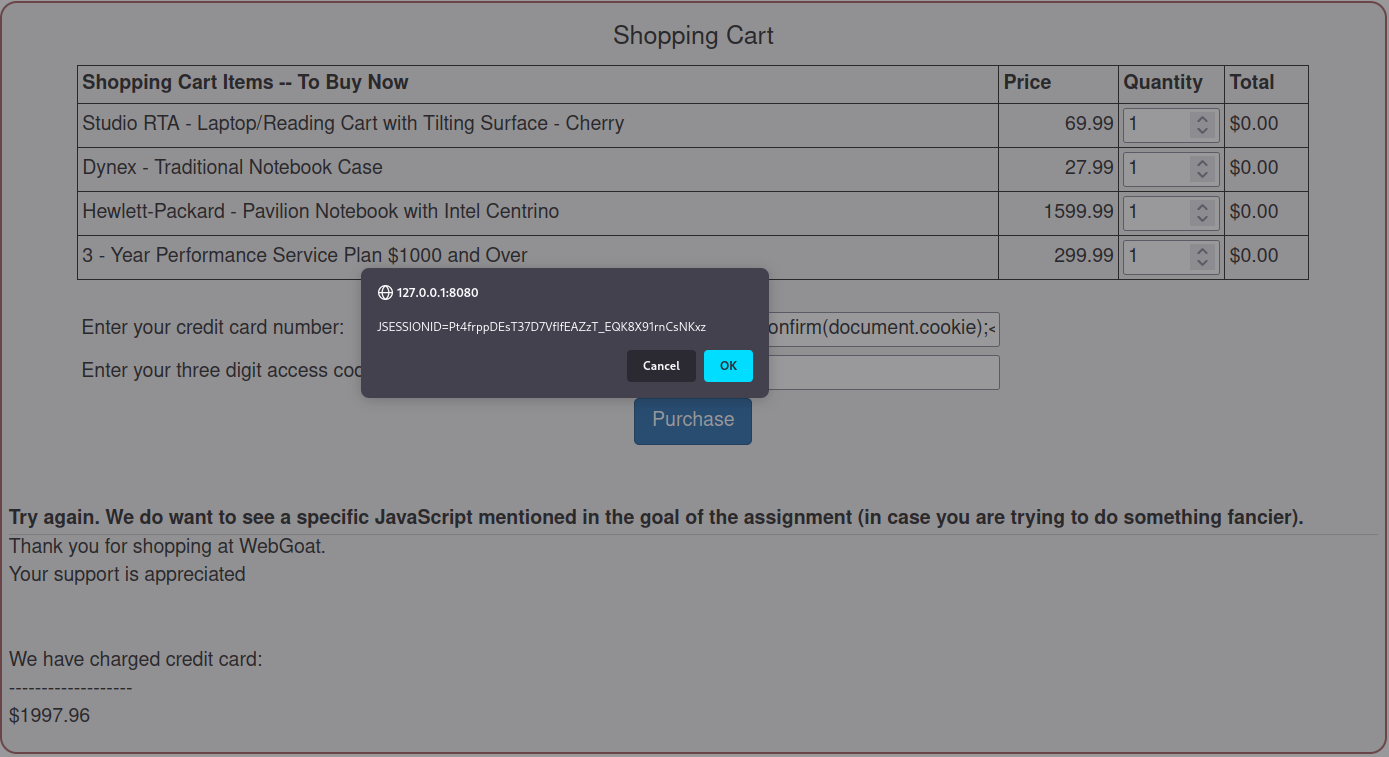 Shopping Cart
Shopping Cart Items -- To Buy Now Price Quantity Total
Studio RTA - Laptop/Reading Cart with Tilting Surface - Cherry 69.99 1 $0.00
Dynex - Traditional Notebook Case 27.99 1 $0.00
Hewlett-Packard - Pavilion Notebook with Intel Centrino 1599.99 1 $0.00
3 - Year Performance Service Plan $1000 and Over 299.99 1 $0.00
127.0.0.1:8080
JSESSIONID=Pt4frppDEsT37D7VfIfEAZzT_EQK8X91rnCsNKxz
Enter your credit card number: onfirm(document.cookie);<
Cancel OK
Enter your three digit access co
Purchase
Try again. We do want to see a specific JavaScript mentioned in the goal of the assignment (in case you are trying to do something fancier).
Thank you for shopping at WebGoat.
Your support is appreciated
We have charged credit card:
-------------------
$1997.96